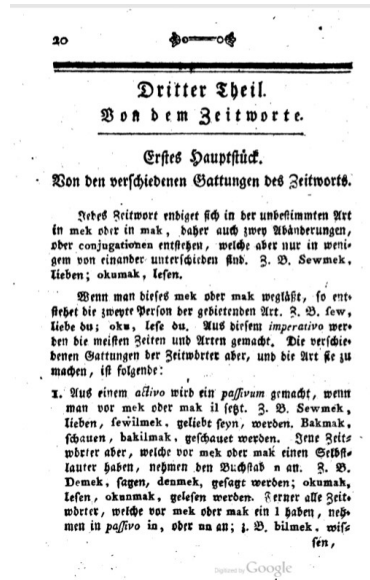 20
Dritter Theil.
Von dem Zeitworte.
Erstes Hauptstück.
Von den verschiedenen Gattungen des Zeitworts.
Jedes Zeitwort endiget sich in der unbestimmten Art
in mek oder in mak, daher auch zwey Abänderungen,
oder conjugationen entstehen, welche aber nur in weni-
gem von einander unterschieden sind. Z. B. Sewmek,
lieben; okumak, lesen.
Wenn man dieses mek oder mak wegläßt, so ent-
stehet die zweyte Person der gebietenden Art. Z. B. sew,
liebe du; oku, lese du. Aus diesem imperativo wer-
den die meisten Zeiten und Arten gemacht. Die verschie-
denen Gattungen der Zeitwörter aber, und die Art sie zu
machen, ist folgende:
1. Aus einem activo wird ein passivum gemacht, wenn
man vor mek oder mak il setzt. Z. B. Sewmek,
lieben, sewilmek, geliebt seyn, werden. Bakmak,
schauen, bakilmak, geschauet werden. Jene Zeit-
wörter aber, welche vor mek oder mak einen Selbst-
lauter haben, nehmen den Buchstab n an. Z. B.
Demek, sagen, denmek, gesagt werden; okumak,
lesen, okunmak, gelesen werden. Ferner alle Zeit-
wörter, welche vor mek oder mak ein l haben, neh-
men in passivo in, oder un an; z. B. bilmek, wis-
sen,
Digitized by Google